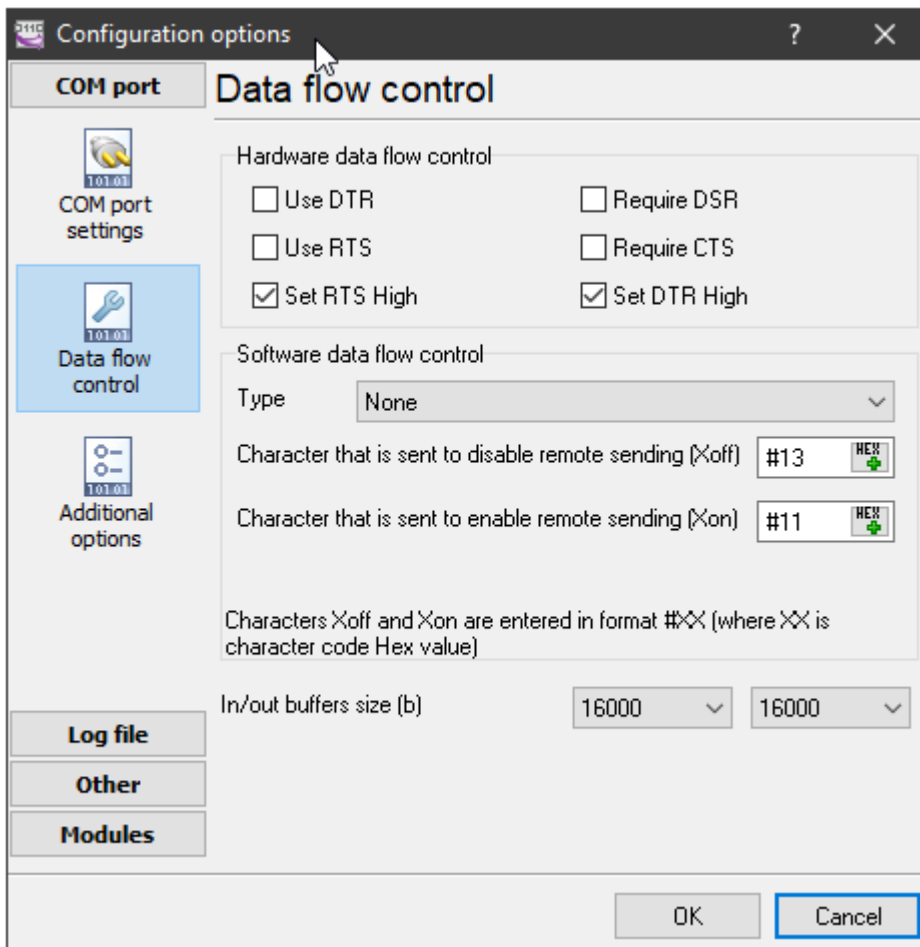 Configuration options
?
COM port
Data flow control
COM port
settings
Data flow
control
Additional
options
Hardware data flow control
Use DTR
Require DSR
Use RTS
Require CTS
Set RTS High
Set DTR High
Software data flow control
Type
None
Character that is sent to disable remote sending (Xoff)
#13
HEX
Character that is sent to enable remote sending (Xon)
#11
HEX
Characters Xoff and Xon are entered in format #XX (where XX is
character code Hex value)
In/out buffers size (b)
16000
16000
Log file
Other
Modules
OK
Cancel